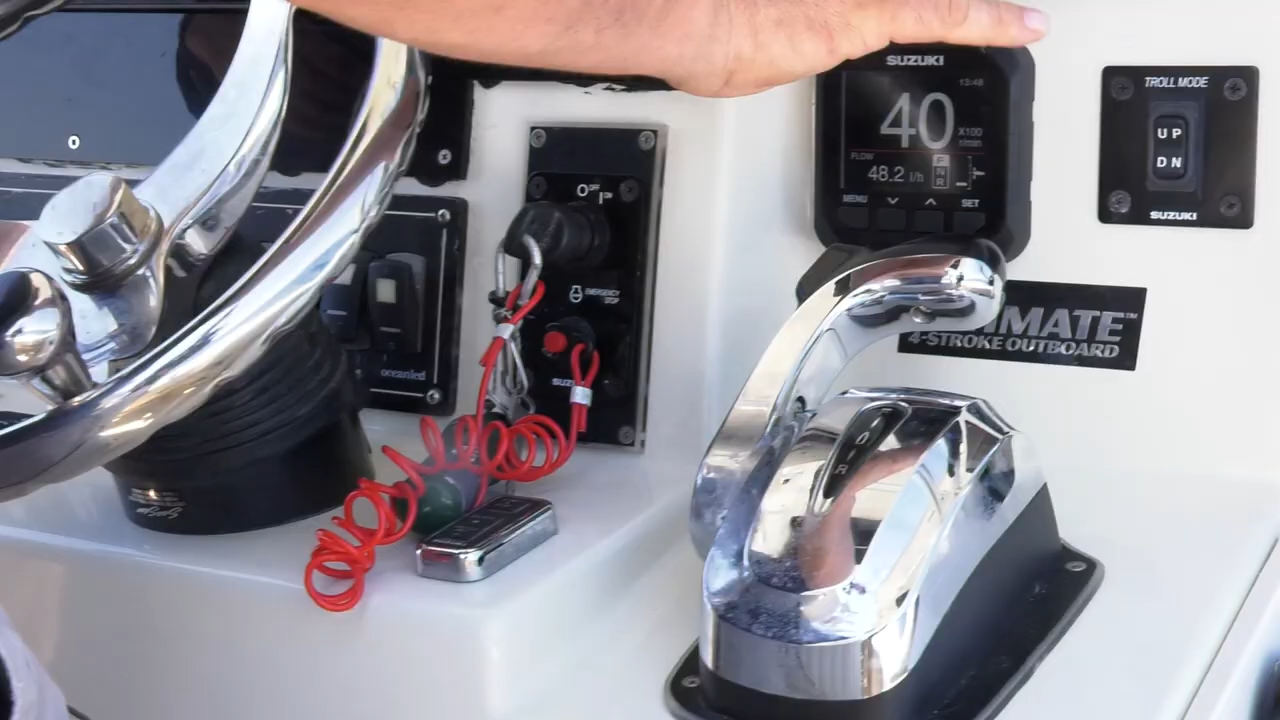 SUZUKI
13:48
40 X100
r/min
FLOW
48.2 l/h
F
N
R
MENU SET
TROLL MODE
UP
DN
SUZUKI
OFF
ON
EMERGENCY
STOP
4-STROKE OUTBOARD
oceanled